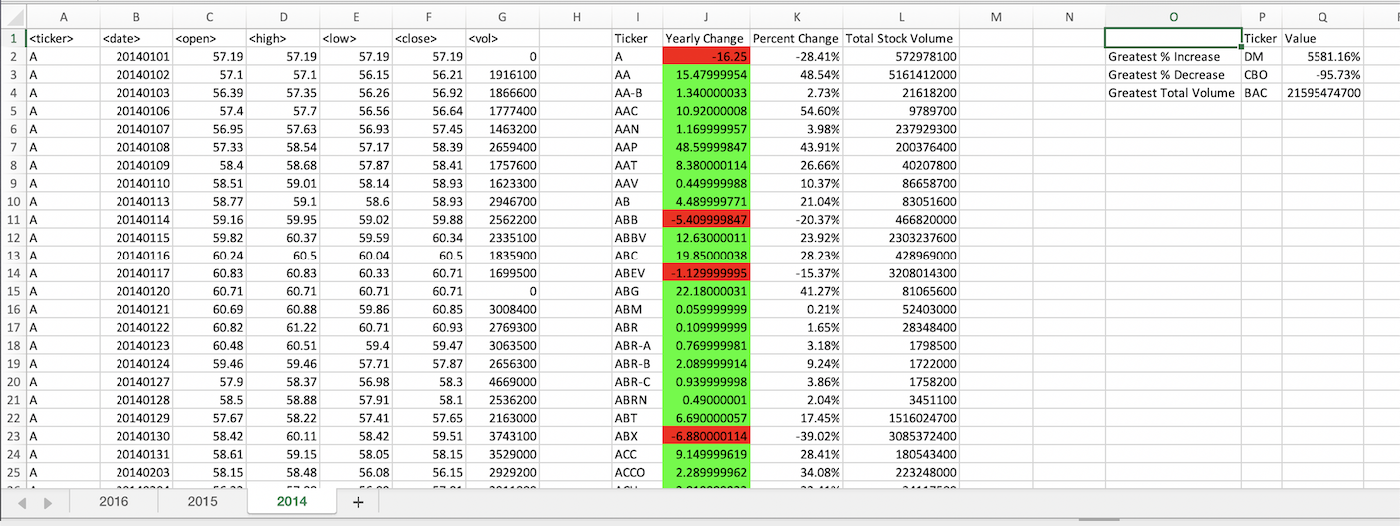 A B C D E F G H I J K L M N O P Q
1 <ticker> <date> <open> <high> <low> <close> <vol> Ticker Yearly Change Percent Change Total Stock Volume Ticker Value
2 A 20140101 57.19 57.19 57.19 57.19 0 A -16.25 -28.41% 572978100 Greatest % Increase DM 5581.16%
3 A 20140102 57.1 57.1 56.15 56.21 1916100 AA 15.47999954 48.54% 5161412000 Greatest % Decrease CBO -95.73%
4 A 20140103 56.39 57.35 56.26 56.92 1866600 AA-B 1.340000033 2.73% 21618200 Greatest Total Volume BAC 21595474700
5 A 20140106 57.4 57.7 56.56 56.64 1777400 AAC 10.92000008 54.60% 9789700
6 A 20140107 56.95 57.63 56.93 57.45 1463200 AAN 1.169999957 3.98% 237929300
7 A 20140108 57.33 58.54 57.17 58.39 2659400 AAP 48.59999847 43.91% 200376400
8 A 20140109 58.4 58.68 57.87 58.41 1757600 AAT 8.380000114 26.66% 40207800
9 A 20140110 58.51 59.01 58.14 58.93 1623300 AAV 0.449999988 10.37% 86658700
10 A 20140113 58.77 59.1 58.6 58.93 2946700 AB 4.489999771 21.04% 83051600
11 A 20140114 59.16 59.95 59.02 59.88 2562200 ABB -5.409999847 -20.37% 466820000
12 A 20140115 59.82 60.37 59.59 60.34 2335100 ABBV 12.63000011 23.92% 2303237600
13 A 20140116 60.24 60.5 60.04 60.5 1835900 ABC 19.85000038 28.23% 428969000
14 A 20140117 60.83 60.83 60.33 60.71 1699500 ABEV -1.129999995 -15.37% 3208014300
15 A 20140120 60.71 60.71 60.71 60.71 0 ABG 22.18000031 41.27% 81065600
16 A 20140121 60.69 60.88 59.86 60.85 3008400 ABM 0.059999999 0.21% 52403000
17 A 20140122 60.82 61.22 60.71 60.93 2769300 ABR 0.109999999 1.65% 28348400
18 A 20140123 60.48 60.51 59.4 59.47 3063500 ABR-A 0.769999981 3.18% 1798500
19 A 20140124 59.46 59.46 57.71 57.87 2656300 ABR-B 2.089999914 9.24% 1722000
20 A 20140127 57.9 58.37 56.98 58.3 4669000 ABR-C 0.939999998 3.86% 1758200
21 A 20140128 58.5 58.88 57.91 58.1 2536200 ABRN 0.49000001 2.04% 3451100
22 A 20140129 57.67 58.22 57.41 57.65 2163000 ABT 6.690000057 17.45% 1516024700
23 A 20140130 58.42 60.11 58.42 59.51 3743100 ABX -6.880000114 -39.02% 3085372400
24 A 20140131 58.61 59.15 58.05 58.15 3529000 ACC 9.149999619 28.41% 180543400
25 A 20140203 58.15 58.48 56.08 56.15 2929200 ACCO 2.289999962 34.08% 223248000
2016 2015 2014 +